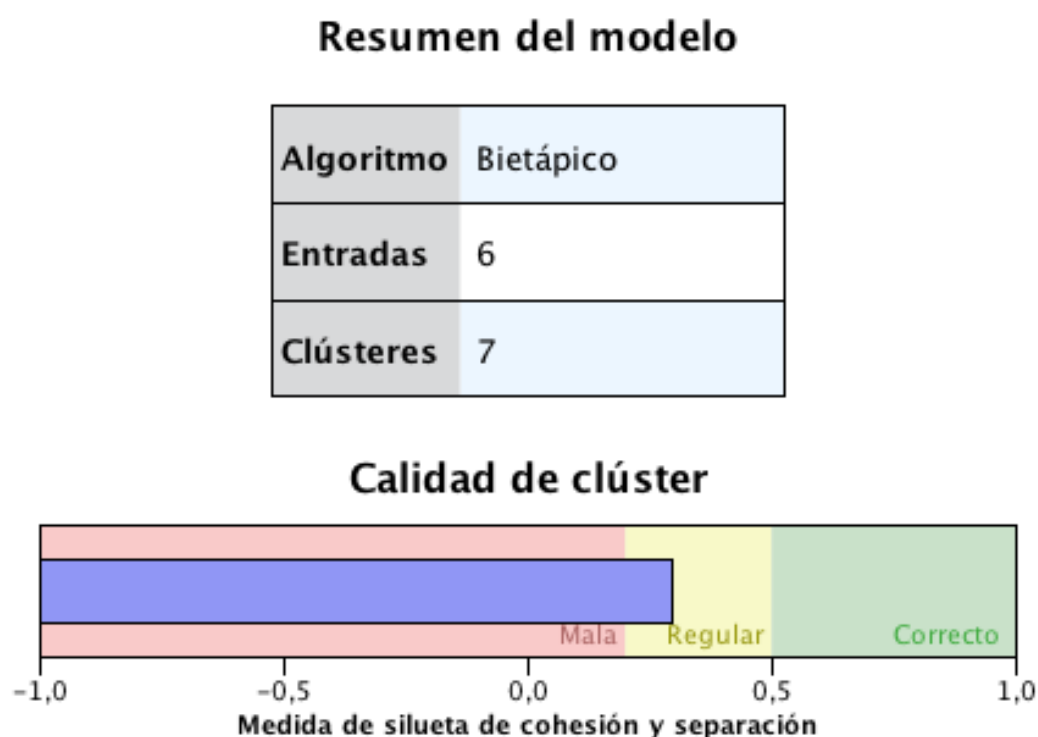 Resumen del modelo
Algoritmo Bietápico
Entradas 6
Clústeres 7
Calidad de clúster
Mala Regular Correcto
-1,0 -0,5 0,0 0,5 1,0
Medida de silueta de cohesión y separación